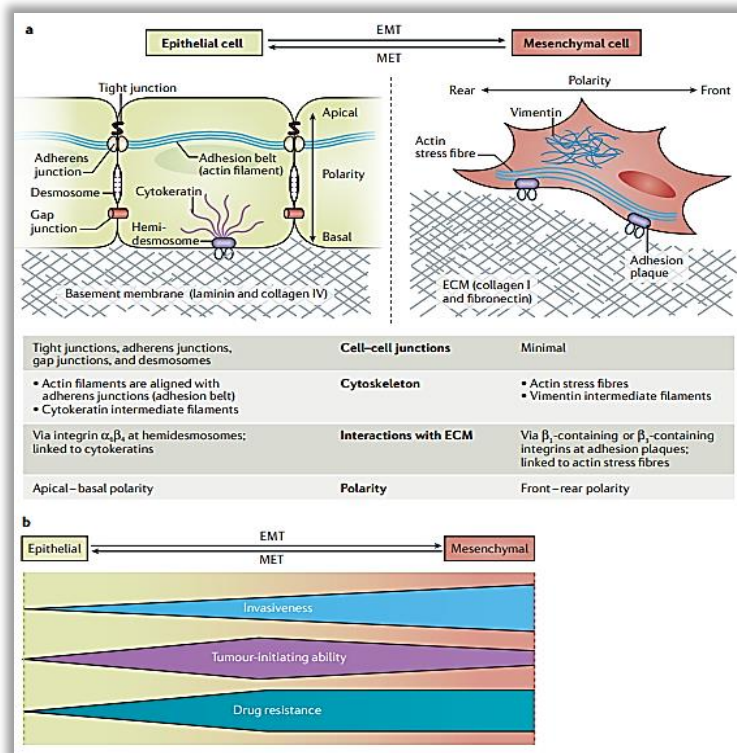 a
EMT
Epithelial cell
Mesenchymal cell
MET
Tight junction
Apical
Adherens
junction
Adhesion belt
(actin filament)
Polarity
Desmosome
Cytokeratin
Gap
junction
Hemi-
desmosome
Basal
Basement membrane (laminin and collagen IV)
Polarity
Rear
Front
Vimentin
Actin
stress fibre
Adhesion
plaque
ECM (collagen I
and fibronectin)
Tight junctions, adherens junctions,
gap junctions, and desmosomes
Cell–cell junctions
Minimal
• Actin filaments are aligned with
adherens junctions (adhesion belt)
• Cytokeratin intermediate filaments
Cytoskeleton
• Actin stress fibres
• Vimentin intermediate filaments
Via integrin α₆β₄ at hemidesmosomes;
linked to cytokeratins
Interactions with ECM
Via β₁-containing or β₃-containing
integrins at adhesion plaques;
linked to actin stress fibres
Apical–basal polarity
Polarity
Front–rear polarity
b
EMT
Epithelial
Mesenchymal
MET
Invasiveness
Tumour-initiating ability
Drug resistance